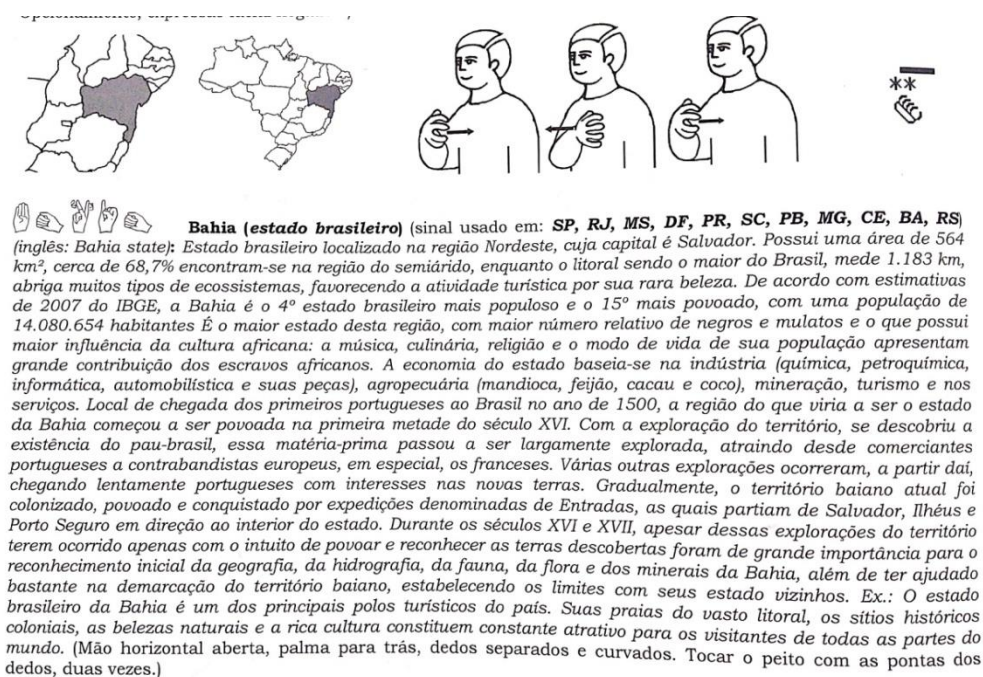 Bahia (estado brasileiro) (sinal usado em: SP, RJ, MS, DF, PR, SC, PB, MG, CE, BA, RS)
(inglês: Bahia state): Estado brasileiro localizado na região Nordeste, cuja capital é Salvador. Possui uma área de 564
km², cerca de 68,7% encontram-se na região do semiárido, enquanto o litoral sendo o maior do Brasil, mede 1.183 km,
abriga muitos tipos de ecossistemas, favorecendo a atividade turística por sua rara beleza. De acordo com estimativas
de 2007 do IBGE, a Bahia é o 4º estado brasileiro mais populoso e o 15º mais povoado, com uma população de
14.080.654 habitantes É o maior estado desta região, com maior número relativo de negros e mulatos e o que possui
maior influência da cultura africana: a música, culinária, religião e o modo de vida de sua população apresentam
grande contribuição dos escravos africanos. A economia do estado baseia-se na indústria (química, petroquímica,
informática, automobilística e suas peças), agropecuária (mandioca, feijão, cacau e coco), mineração, turismo e nos
serviços. Local de chegada dos primeiros portugueses ao Brasil no ano de 1500, a região do que viria a ser o estado
da Bahia começou a ser povoada na primeira metade do século XVI. Com a exploração do território, se descobriu a
existência do pau-brasil, essa matéria-prima passou a ser largamente explorada, atraindo desde comerciantes
portugueses a contrabandistas europeus, em especial, os franceses. Várias outras explorações ocorreram, a partir daí,
chegando lentamente portugueses com interesses nas novas terras. Gradualmente, o território baiano atual foi
colonizado, povoado e conquistado por expedições denominadas de Entradas, as quais partiam de Salvador, Ilhéus e
Porto Seguro em direção ao interior do estado. Durante os séculos XVI e XVII, apesar dessas explorações do território
terem ocorrido apenas com o intuito de povoar e reconhecer as terras descobertas foram de grande importância para o
reconhecimento inicial da geografia, da hidrografia, da fauna, da flora e dos minerais da Bahia, além de ter ajudado
bastante na demarcação do território baiano, estabelecendo os limites com seus estado vizinhos. Ex.: O estado
brasileiro da Bahia é um dos principais polos turísticos do país. Suas praias do vasto litoral, os sítios históricos
coloniais, as belezas naturais e a rica cultura constituem constante atrativo para os visitantes de todas as partes do
mundo. (Mão horizontal aberta, palma para trás, dedos separados e curvados. Tocar o peito com as pontas dos
dedos, duas vezes.)